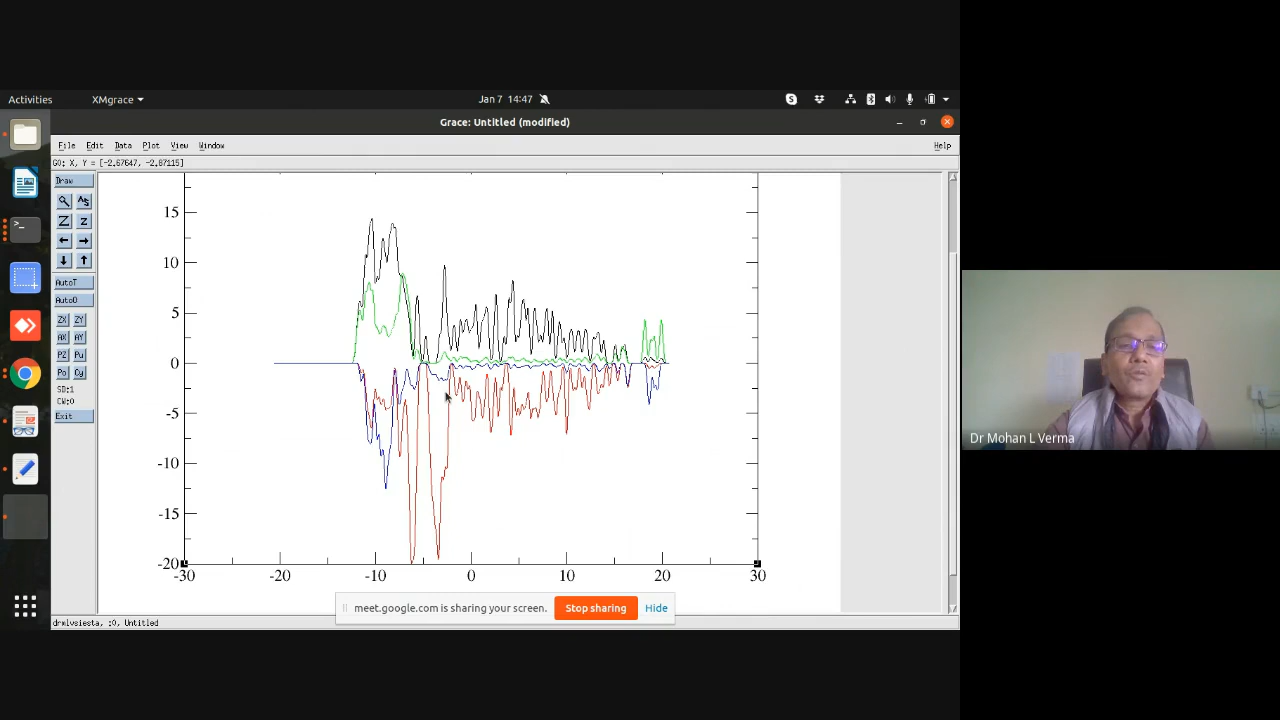 Activities XMgrace Jan 7 14:47
Grace: Untitled (modified)
File Edit Data Plot View Window Help
G0: X, Y = [-2.67647, -2.87115]
Draw
AS
Z z
AutoT
AutoO
ZX ZY
AX AY
PZ Pu
Po Cy
SD:1
CW:0
Exit
15
10
5
0
-5
-10
-15
-20
-30 -20 -10 0 10 20 30
meet.google.com is sharing your screen. Stop sharing Hide
drmlvsiesta, :0, Untitled
Dr Mohan L Verma